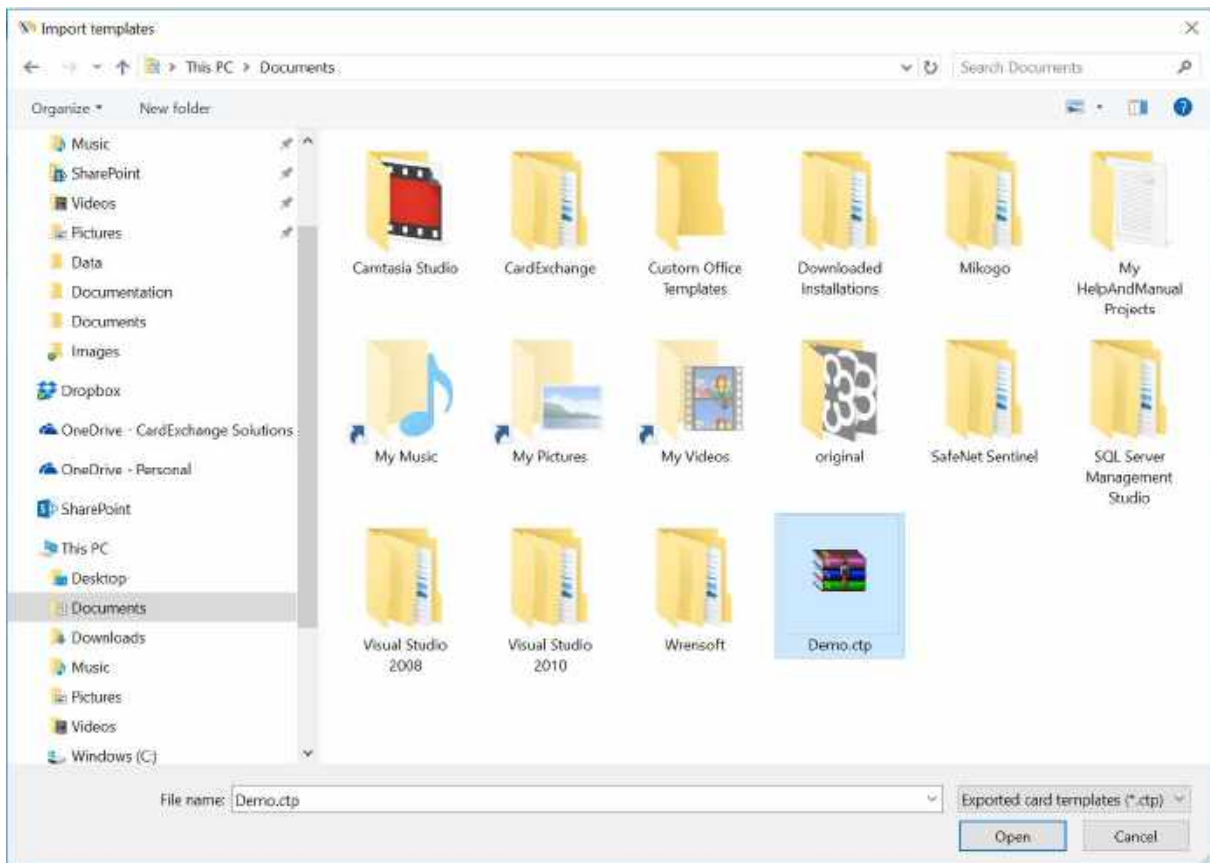 Import templates
This PC > Documents
Search Documents
Organize
New folder
Music
SharePoint
Videos
Pictures
Data
Documentation
Documents
Images
Dropbox
OneDrive - CardExchange Solutions
OneDrive - Personal
SharePoint
This PC
Desktop
Documents
Downloads
Music
Pictures
Videos
Windows (C:)
Camtasia Studio
CardExchange
Custom Office
Templates
Downloaded
Installations
Mikogo
My
HelpAndManual
Projects
My Music
My Pictures
My Videos
original
SafeNet Sentinel
SQL Server
Management
Studio
Visual Studio
2008
Visual Studio
2010
Wrensoft
Demo.ctp
File name: Demo.ctp
Exported card templates (*.ctp)
Open
Cancel